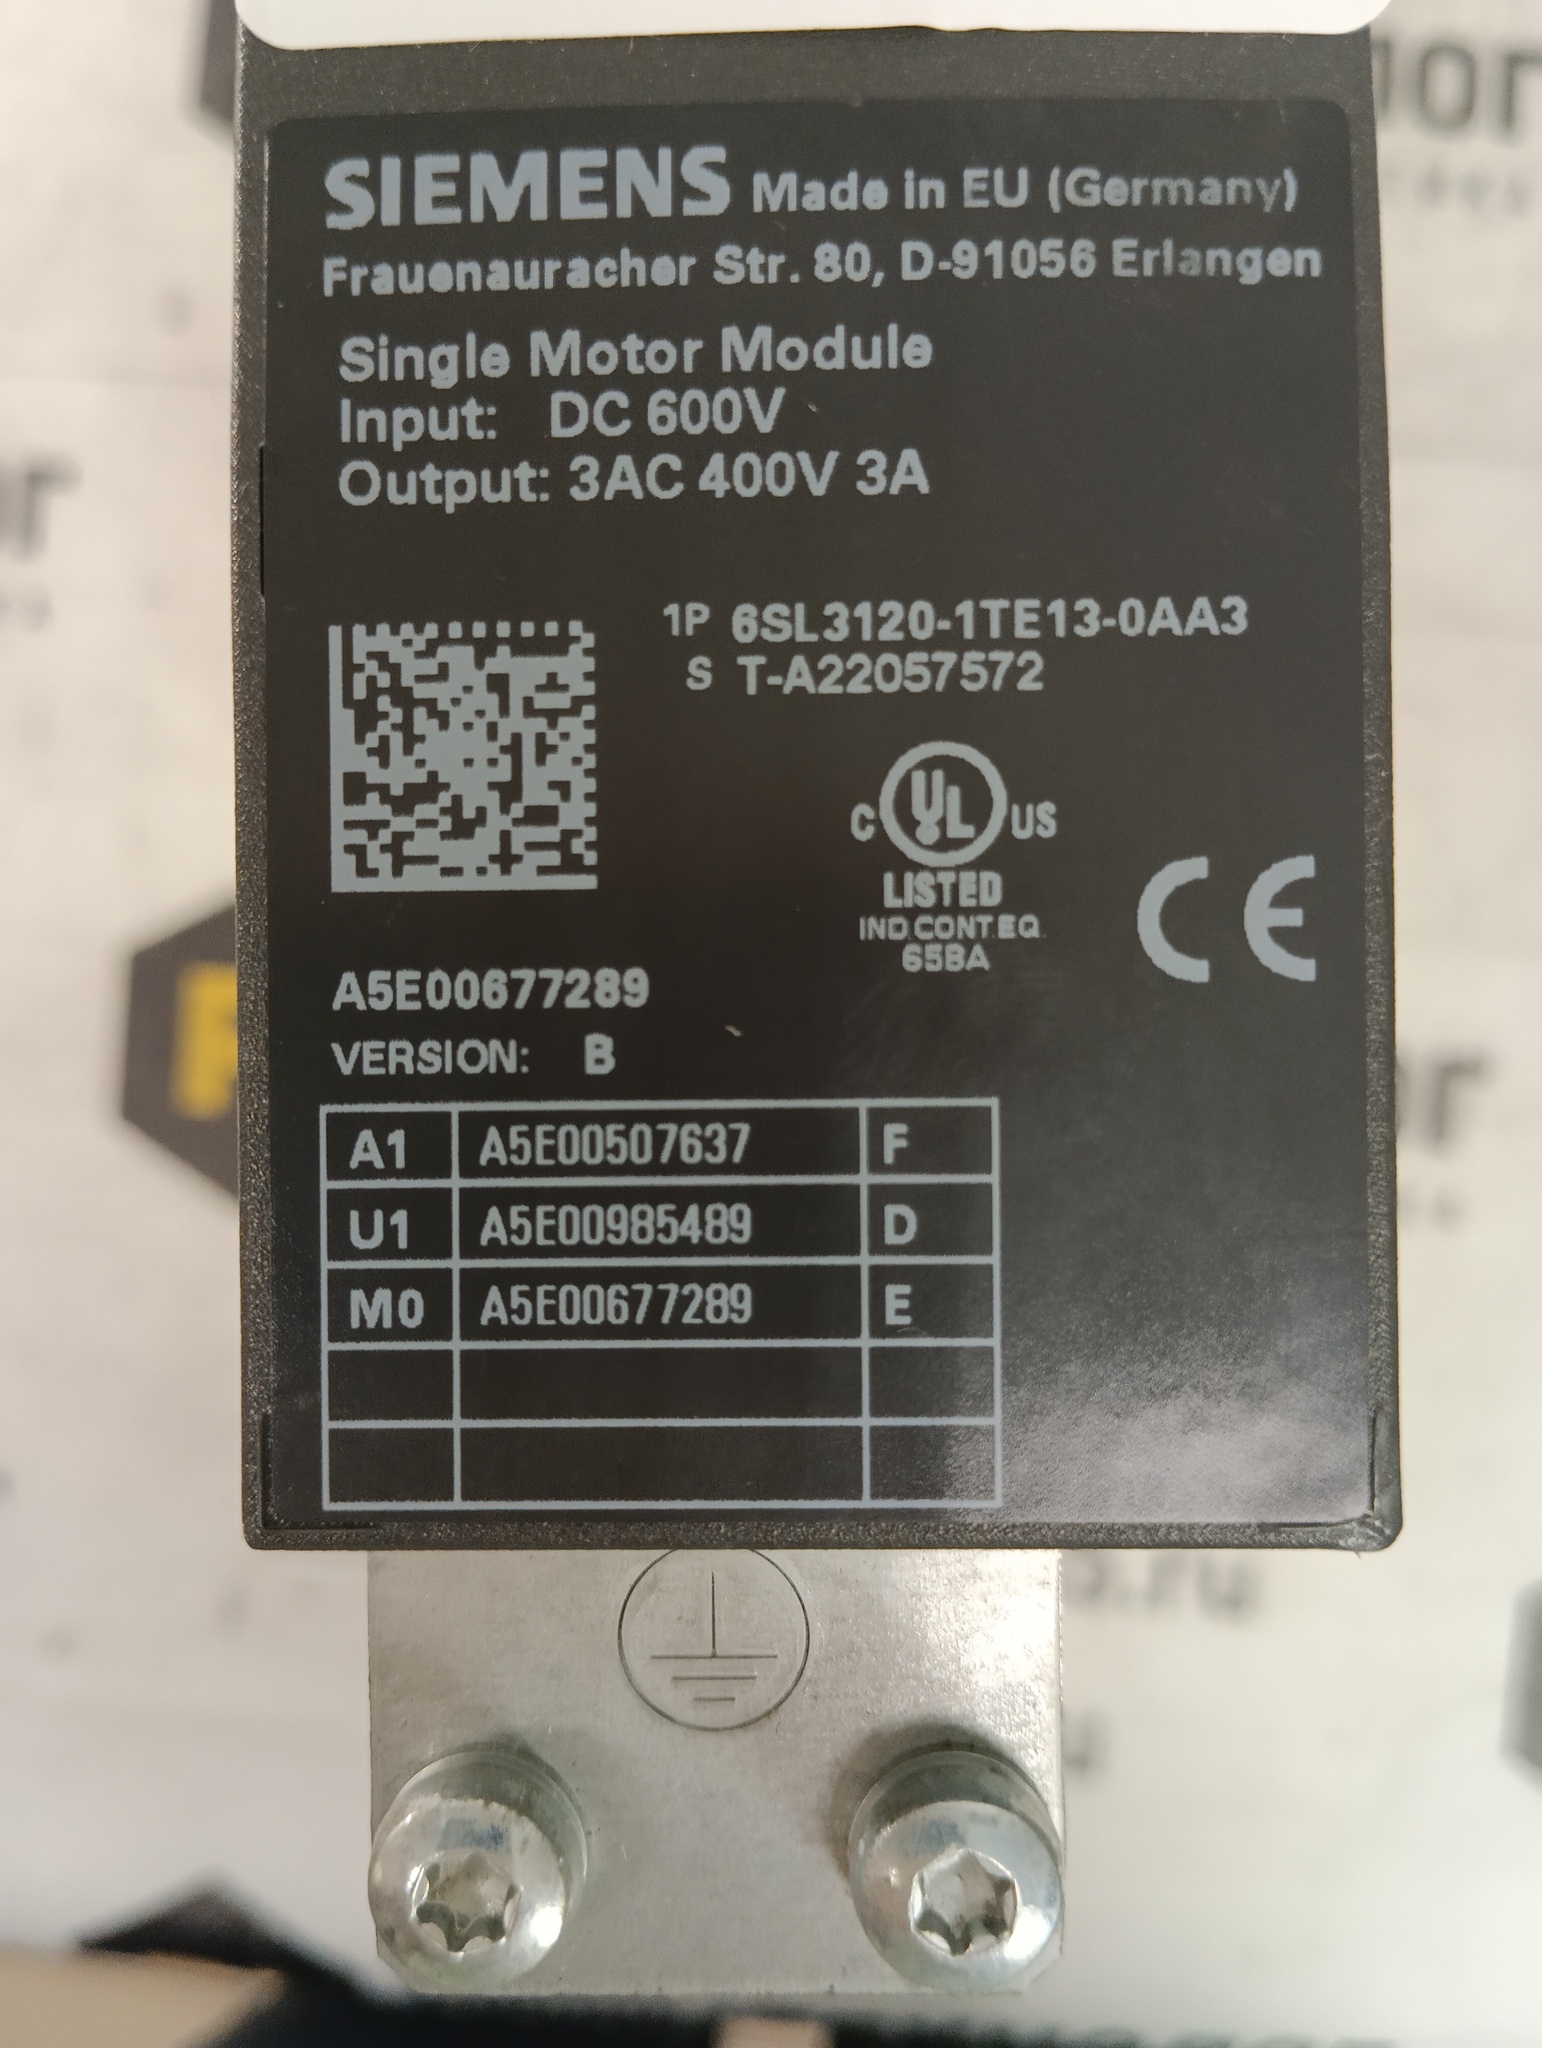 SIEMENS Made in EU (Germany)
Frauenauracher Str. 80, D-91056 Erlangen
Single Motor Module
Input: DC 600V
Output: 3AC 400V 3A
1P 6SL3120-1TE13-0AA3
S T-A22057572
C UL US
LISTED
IND.CONT.EQ.
65BA
CE
A5E00677289
VERSION: B
A1 A5E00507637 F
U1 A5E00985489 D
M0 A5E00677289 E